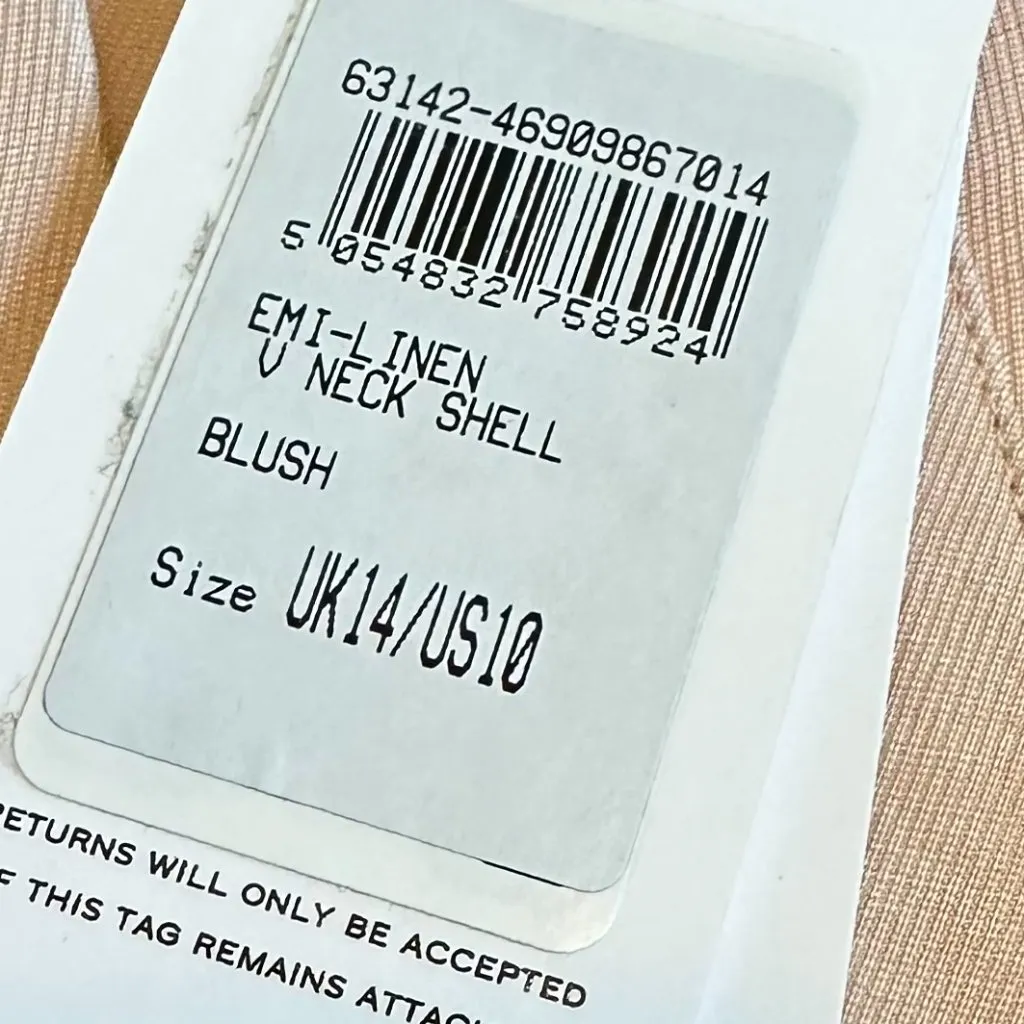 63142-46909867014
5 054832 758924
EMI-LINEN
V NECK SHELL
BLUSH
Size UK14/US10
RETURNS WILL ONLY BE ACCEPTED
IF THIS TAG REMAINS